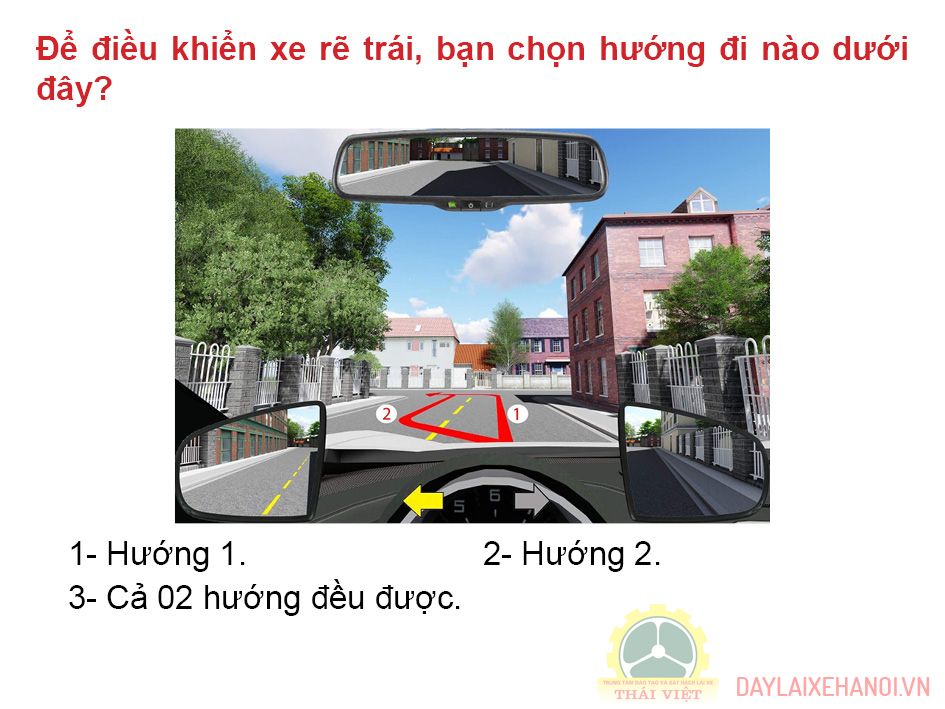 Để điều khiển xe rẽ trái, bạn chọn hướng đi nào dưới
đây?
2 1
5 6
1- Hướng 1. 2- Hướng 2.
3- Cả 02 hướng đều được.
TRUNG TÂM ĐÀO TẠO VÀ SÁT HẠCH LÁI XE
THÁI VIỆT
DAYLAIXEHANOI.VN